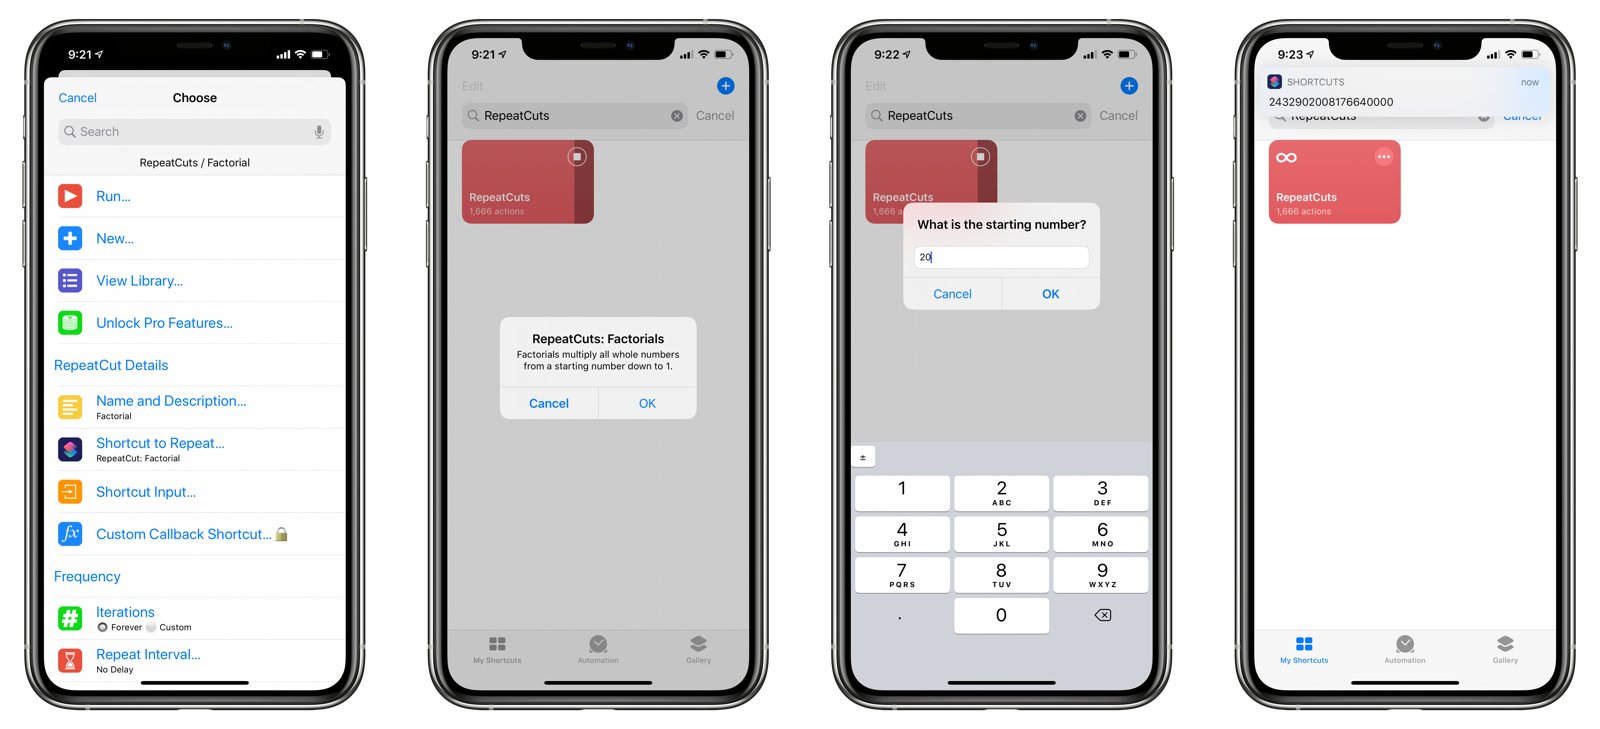 9:21
Cancel
Choose
Search
RepeatCuts / Factorial
Run...
New...
View Library...
Unlock Pro Features...
RepeatCut Details
Name and Description...
Factorial
Shortcut to Repeat...
RepeatCut: Factorial
Shortcut Input...
fx
Custom Callback Shortcut...
Frequency
#
Iterations
Forever Custom
Repeat Interval...
No Delay
9:21
Edit
RepeatCuts
Cancel
RepeatCuts
1,666 actions
RepeatCuts: Factorials
Factorials multiply all whole numbers
from a starting number down to 1.
Cancel
OK
My Shortcuts
Automation
Gallery
9:22
Edit
RepeatCuts
Cancel
RepeatCuts
1,666 a
What is the starting number?
20
Cancel
OK
±
1
2
ABC
3
DEF
4
GHI
5
JKL
6
MNO
7
PQRS
8
TUV
9
WXYZ
.
0
9:23
SHORTCUTS
now
2432902008176640000
RepeatCuts
Cancel
RepeatCuts
1,666 actions
My Shortcuts
Automation
Gallery